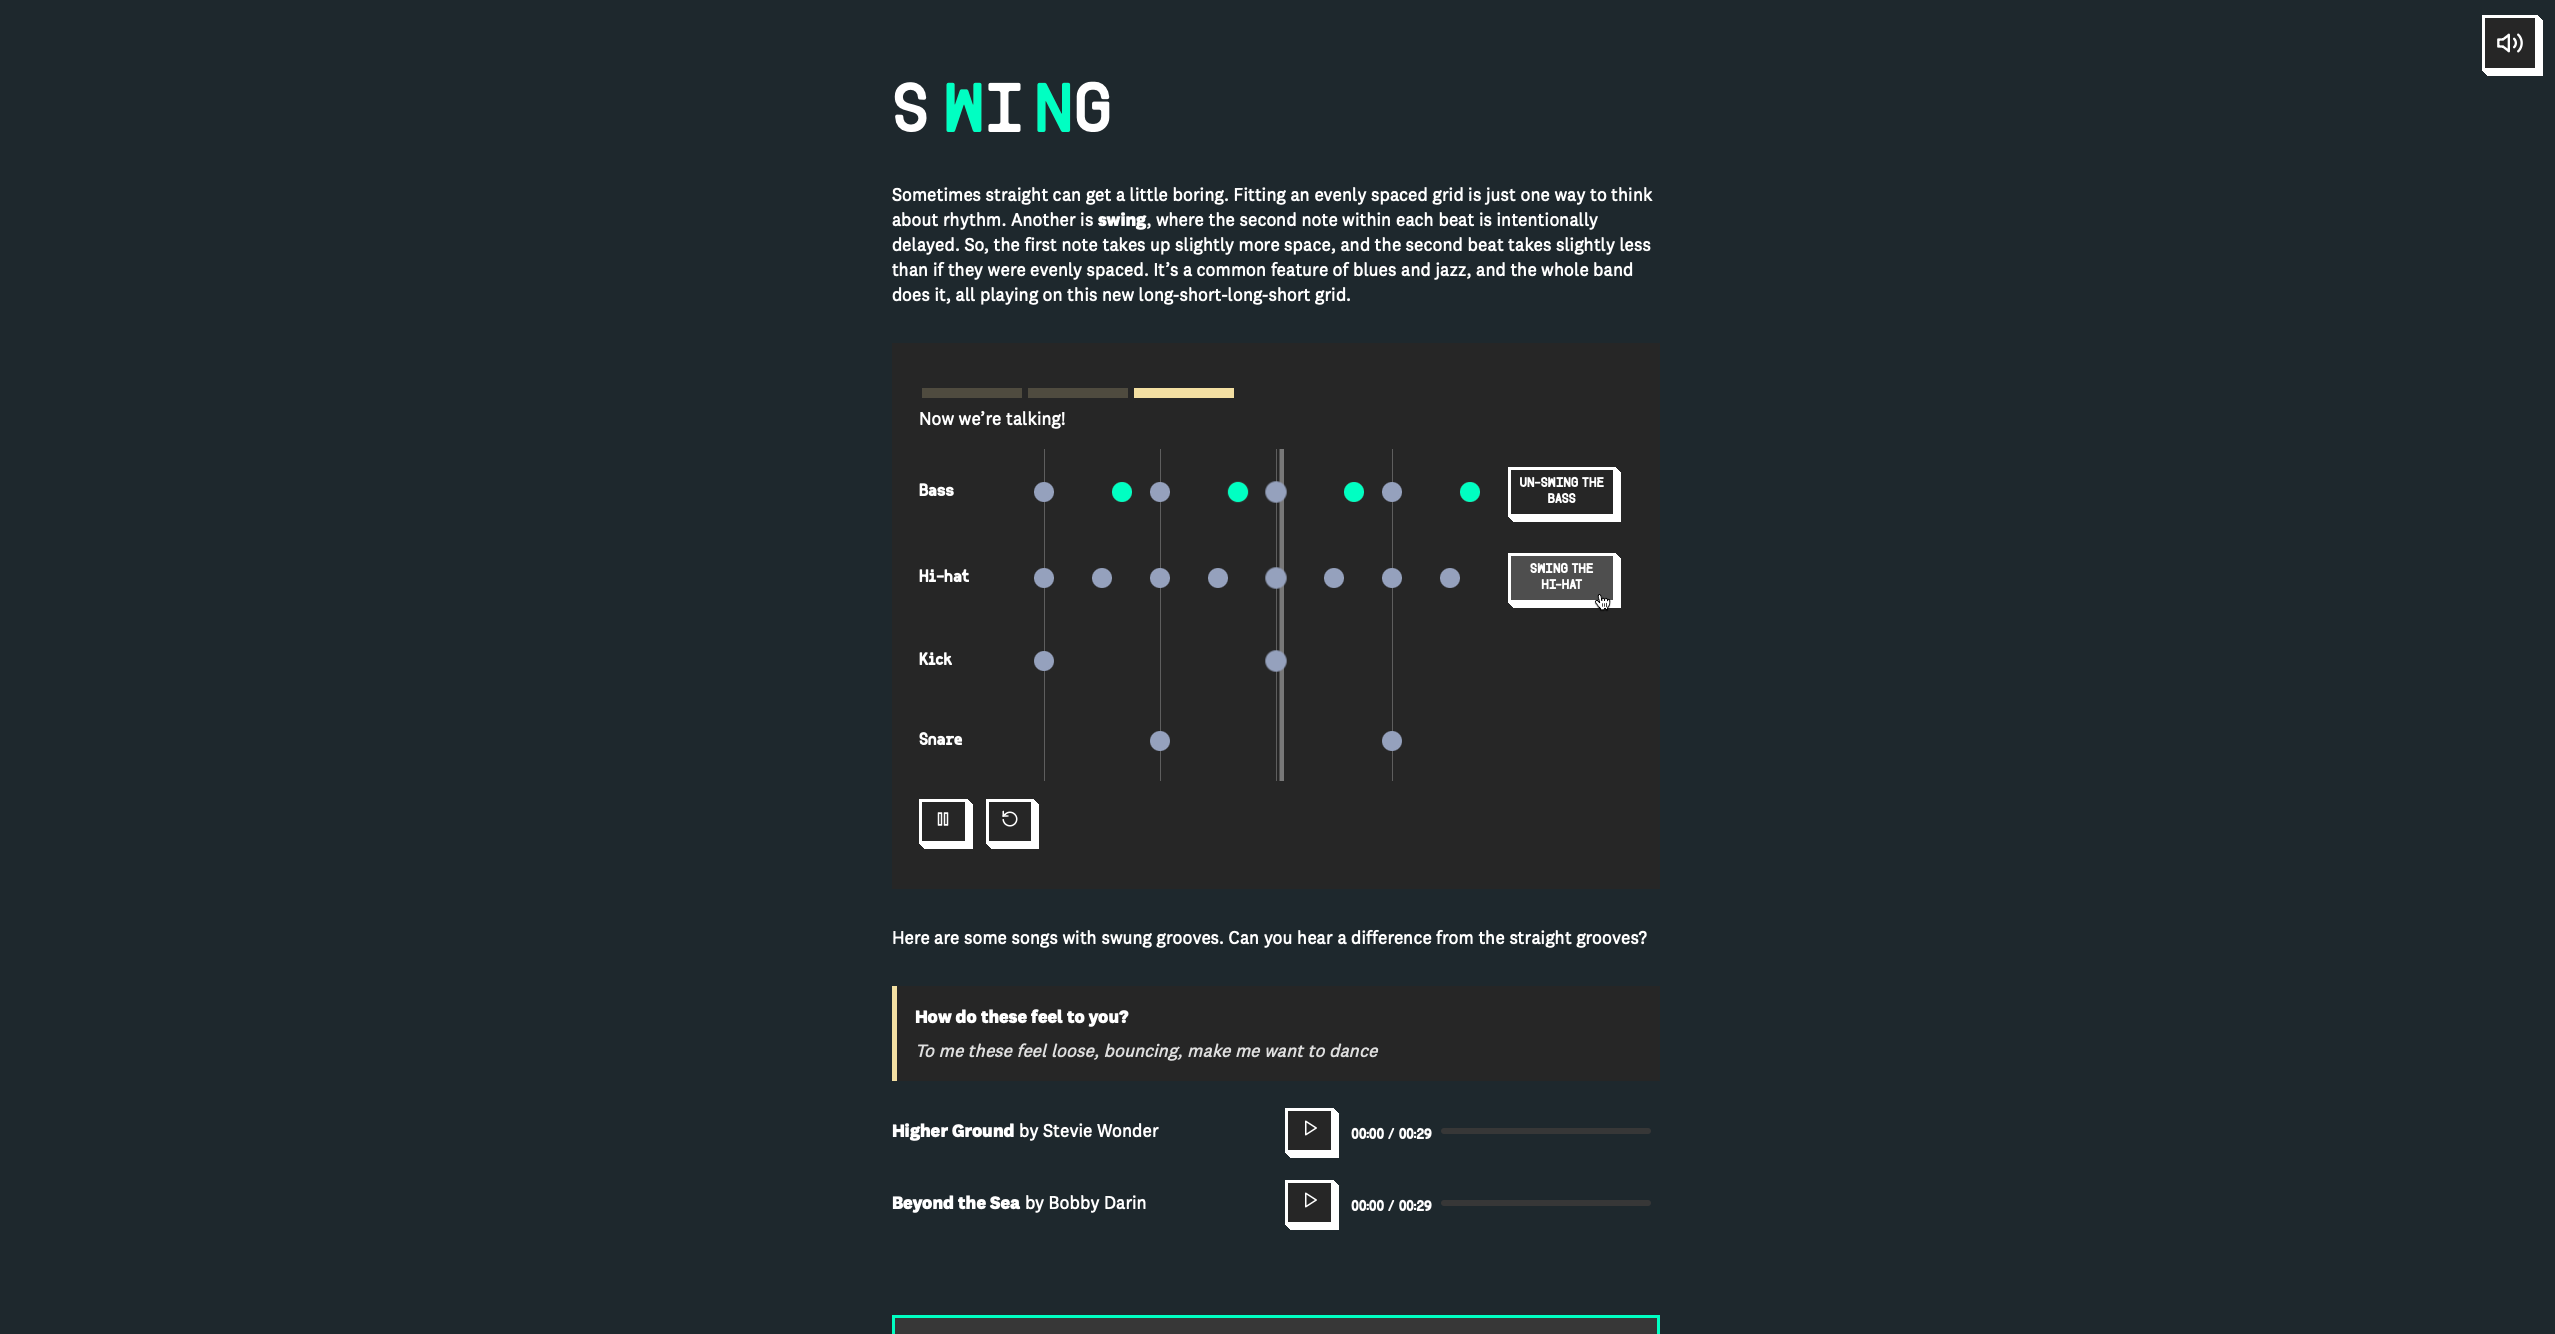 SWING
Sometimes straight can get a little boring. Fitting an evenly spaced grid is just one way to think
about rhythm. Another is swing, where the second note within each beat is intentionally
delayed. So, the first note takes up slightly more space, and the second beat takes slightly less
than if they were evenly spaced. It’s a common feature of blues and jazz, and the whole band
does it, all playing on this new long-short-long-short grid.
Now we’re talking!
Bass
UN-SWING THE
BASS
Hi-hat
SWING THE
HI-HAT
Kick
Snare
Here are some songs with swung grooves. Can you hear a difference from the straight grooves?
How do these feel to you?
To me these feel loose, bouncing, make me want to dance
Higher Ground by Stevie Wonder
00:00 / 00:29
Beyond the Sea by Bobby Darin
00:00 / 00:29